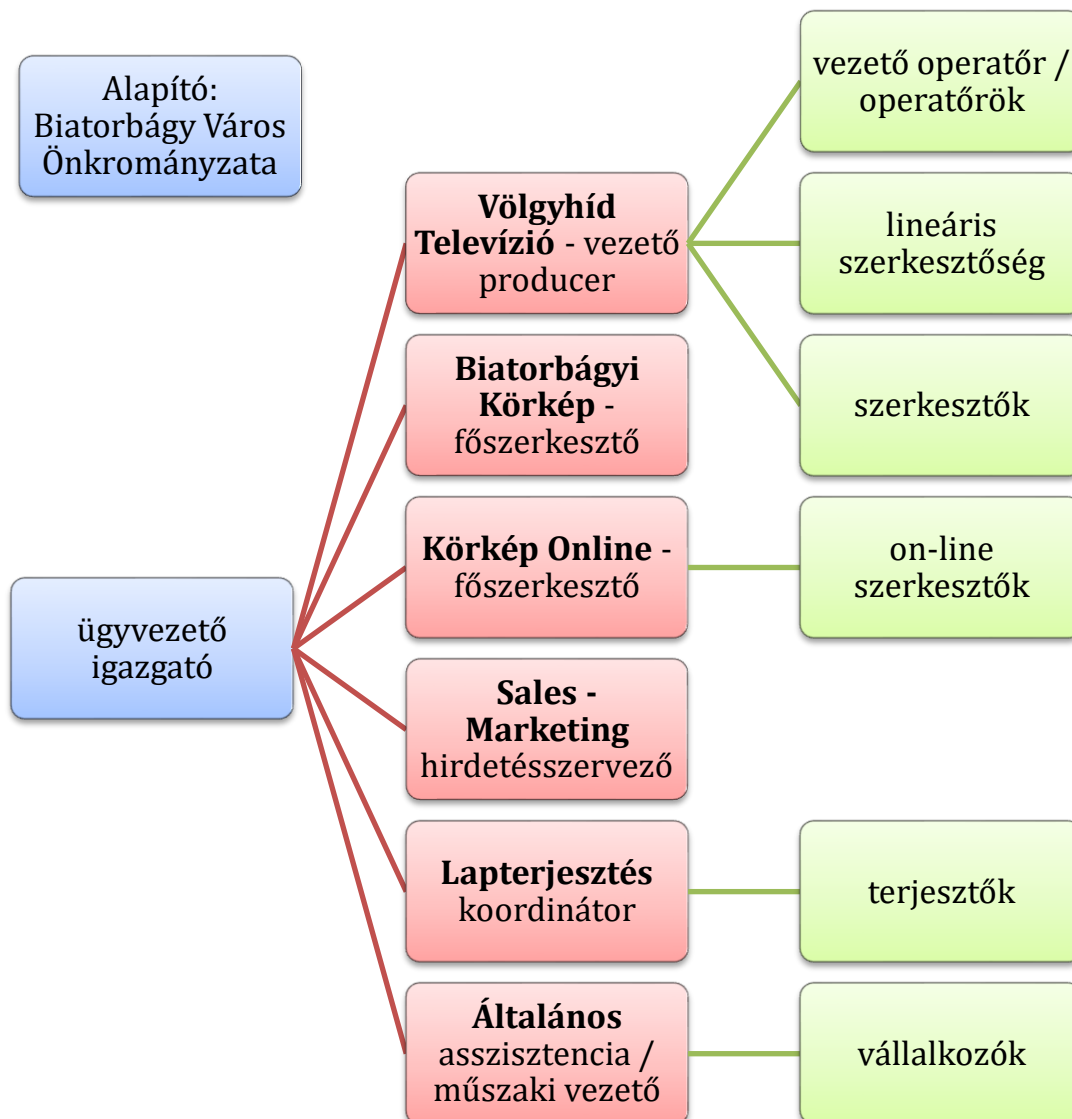 Alapító:
Biatorbágy Város
Önkrományzata
ügyvezető
igazgató
Völgyhíd
Televízió - vezető
producer
vezető operatőr /
operatőrök
lineáris
szerkesztőség
szerkesztők
Biatorbágyi
Körkép -
főszerkesztő
Körkép Online -
főszerkesztő
on-line
szerkesztők
Sales -
Marketing
hirdetésszervező
Lapterjesztés
koordinátor
terjesztők
Általános
asszisztencia /
műszaki vezető
vállalkozók